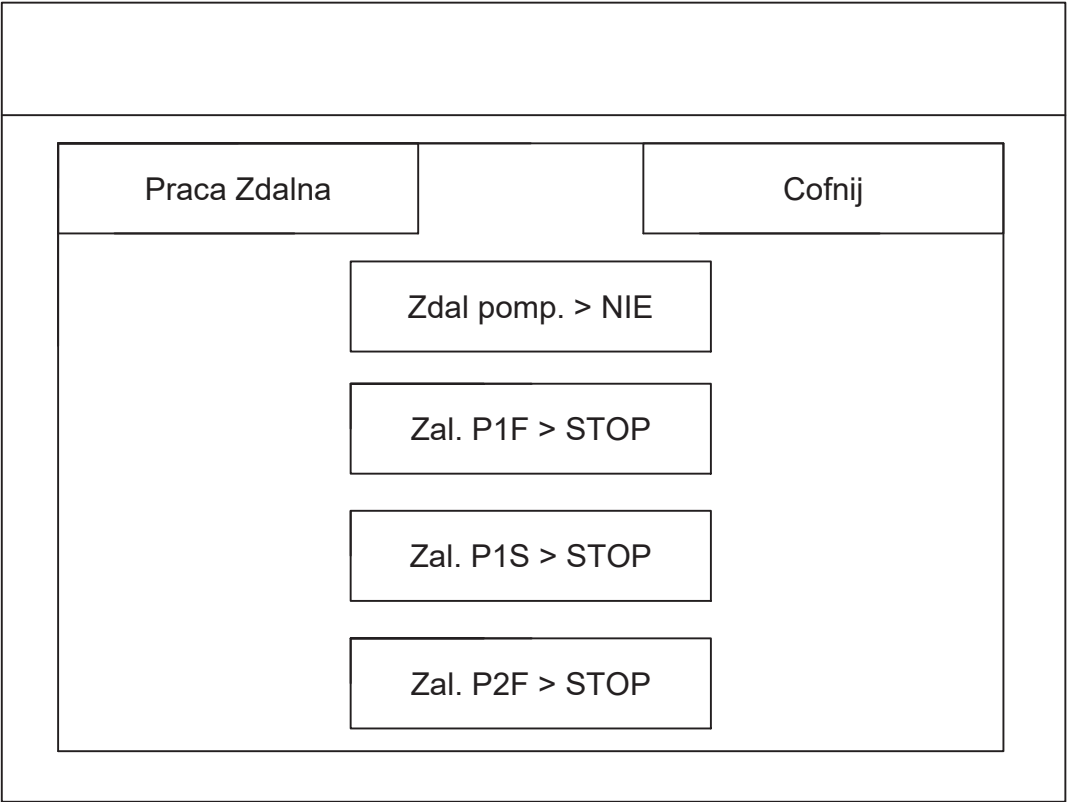 Praca Zdalna
Cofnij
Zdal pomp. > NIE
Zal. P1F > STOP
Zal. P1S > STOP
Zal. P2F > STOP